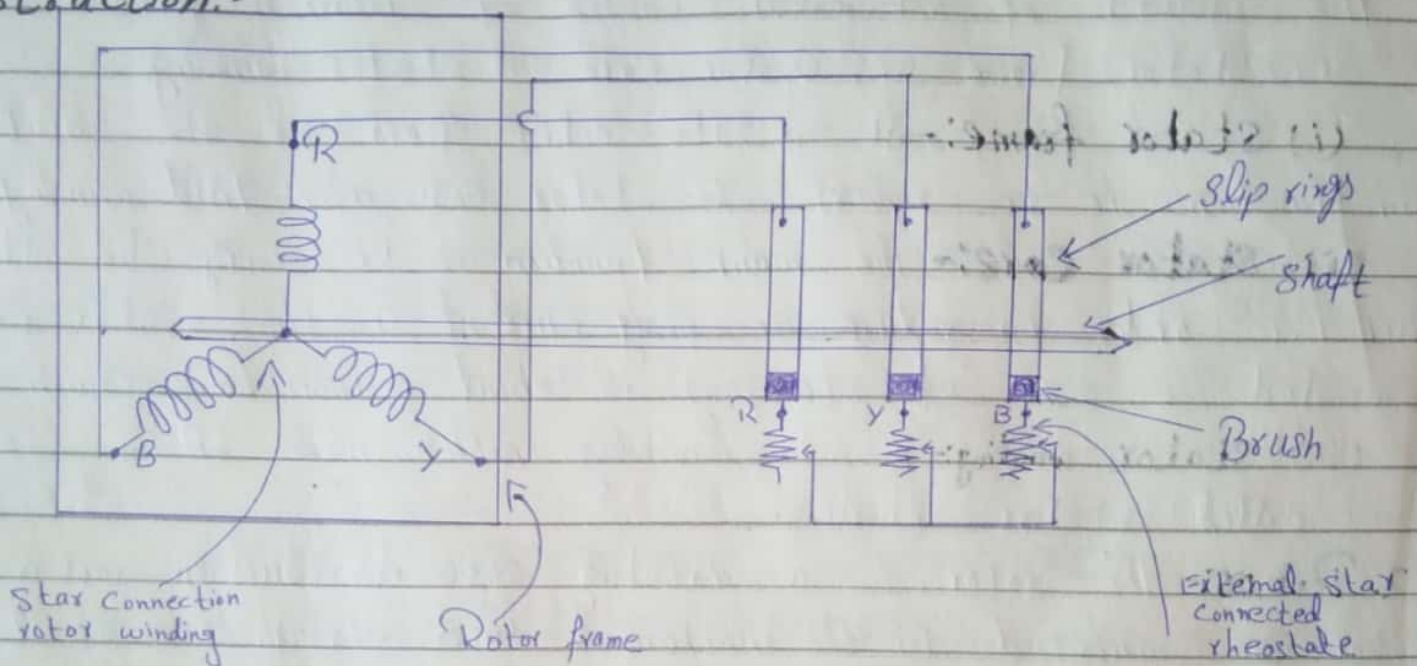 R
Slip rings
Shaft
R Y B
B Y
Brush
Star Connection
rotor winding
Rotor frame
External Star
Connected
rheostate